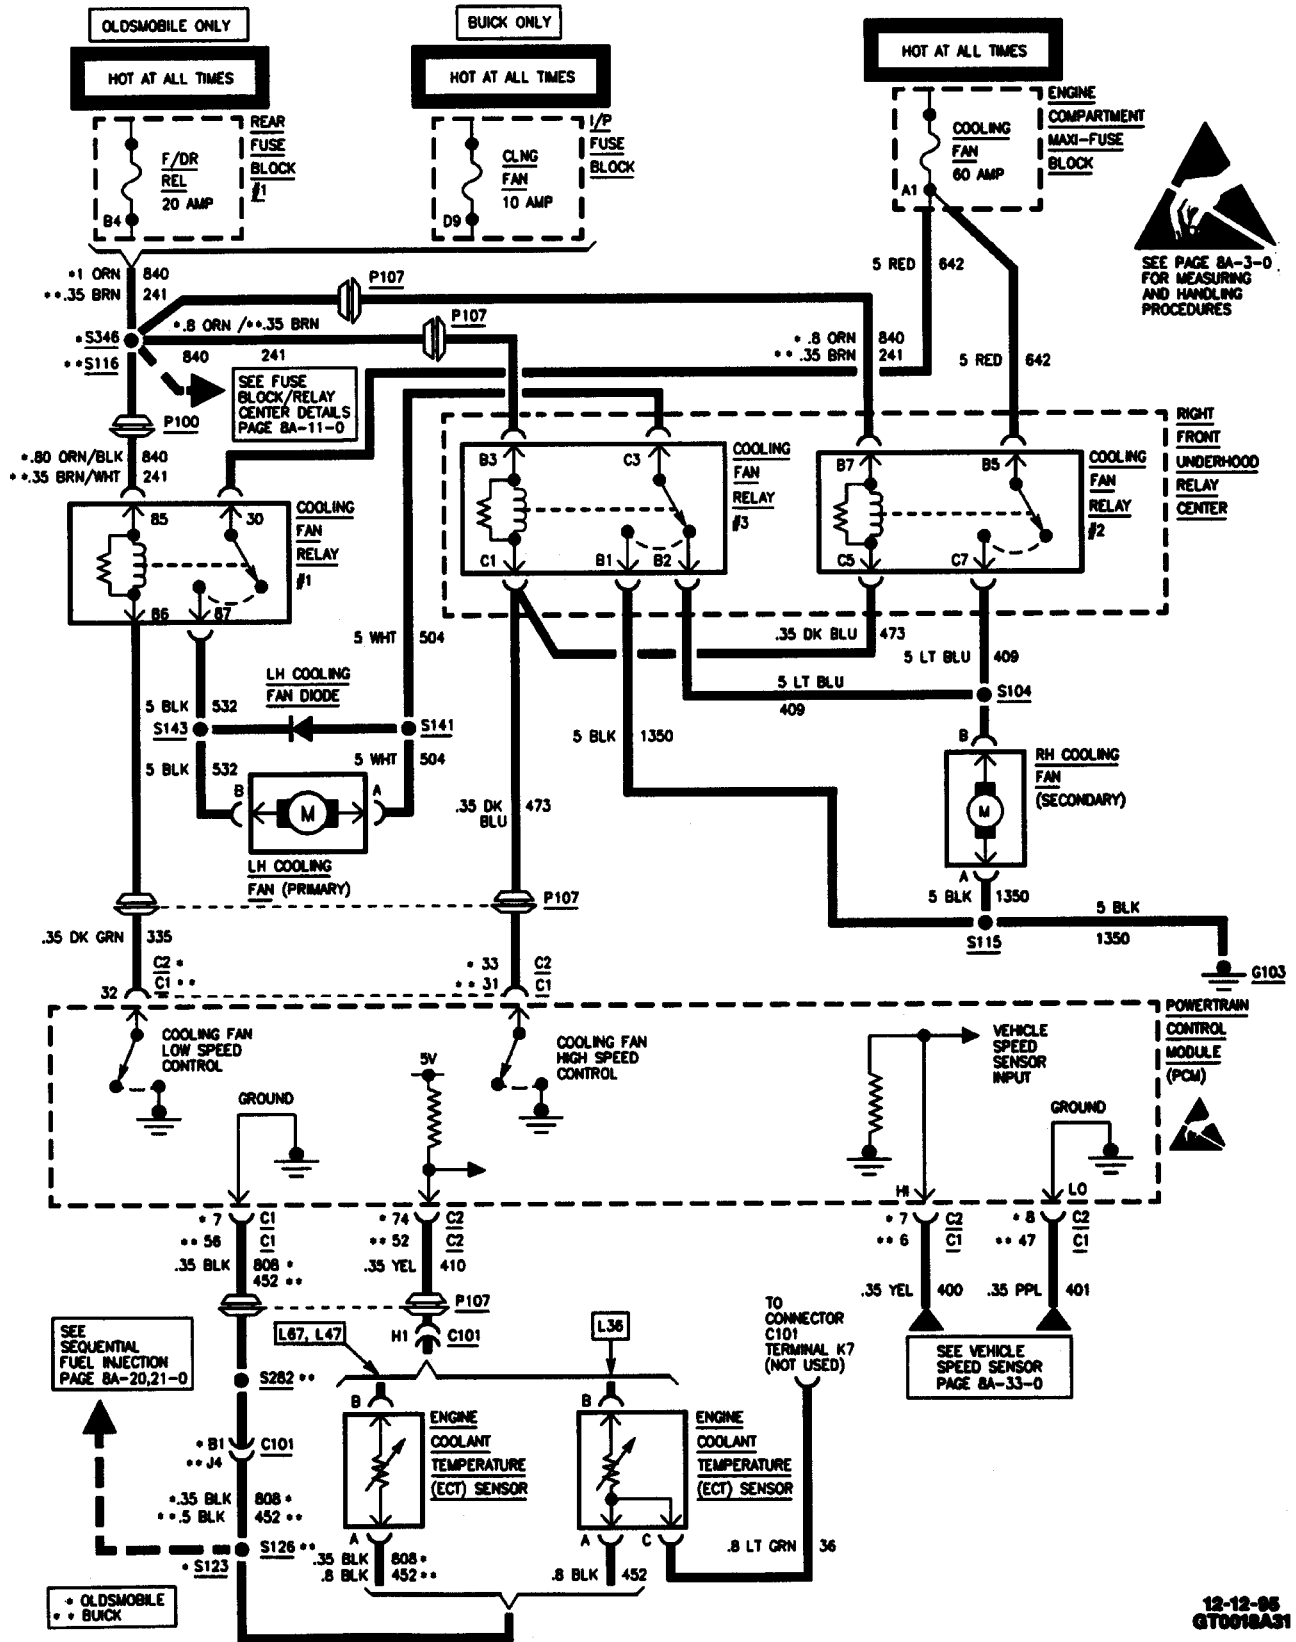 OLDSMOBILE ONLY
BUICK ONLY
HOT AT ALL TIMES
HOT AT ALL TIMES
HOT AT ALL TIMES
F/DR
REL
20 AMP
B4
REAR
FUSE
BLOCK
#1
CLNG
FAN
10 AMP
D9
I/P
FUSE
BLOCK
COOLING
FAN
60 AMP
A1
ENGINE
COMPARTMENT
MAXI-FUSE
BLOCK
SEE PAGE 8A-3-0
FOR MEASURING
AND HANDLING
PROCEDURES
*1 ORN 840
**.35 BRN 241
P107
P107
5 RED 642
*.8 ORN /**.35 BRN
840 241
*S346
**S116
*.8 ORN 840
**.35 BRN 241
5 RED 642
SEE FUSE
BLOCK/RELAY
CENTER DETAILS
PAGE 8A-11-0
P100
*.80 ORN/BLK 840
**.35 BRN/WHT 241
RIGHT
FRONT
UNDERHOOD
RELAY
CENTER
85 30
86 87
COOLING
FAN
RELAY
#1
B3 C3
C1 B1 B2
COOLING
FAN
RELAY
#3
B7 B5
C5 C7
COOLING
FAN
RELAY
#2
5 WHT 504
.35 DK BLU 473
5 LT BLU 409
5 LT BLU
409
S104
LH COOLING
FAN DIODE
5 BLK 532
S143
S141
5 BLK 532
5 WHT 504
5 BLK 1350
B M A
LH COOLING
FAN (PRIMARY)
.35 DK 473
BLU
B
M
A
RH COOLING
FAN
(SECONDARY)
5 BLK 1350
S115
5 BLK
1350
G103
P107
.35 DK GRN 335
32 C2 *
C1 **
* 33 C2
** 31 C1
COOLING FAN
LOW SPEED
CONTROL
GROUND
5V
COOLING FAN
HIGH SPEED
CONTROL
VEHICLE
SPEED
SENSOR
INPUT
GROUND
HI
LO
POWERTRAIN
CONTROL
MODULE
(PCM)
* 7 C1
** 56 C1
.35 BLK 808 *
452 **
* 74 C2
** 52 C2
.35 YEL 410
* 7 C2
** 6 C1
.35 YEL 400
* 8 C2
** 47 C1
.35 PPL 401
P107
H1 C101
L67, L47
L36
TO
CONNECTOR
C101
TERMINAL K7
(NOT USED)
SEE VEHICLE
SPEED SENSOR
PAGE 8A-33-0
SEE
SEQUENTIAL
FUEL INJECTION
PAGE 8A-20,21-0
S282 **
* B1 C101
** J4
*.35 BLK 808 *
**.5 BLK 452 **
S126 **
* S123
B
A
ENGINE
COOLANT
TEMPERATURE
(ECT) SENSOR
.35 BLK 808 *
.8 BLK 452 **
B
A C
ENGINE
COOLANT
TEMPERATURE
(ECT) SENSOR
.8 BLK 452
.8 LT GRN 36
* OLDSMOBILE
** BUICK
12-12-95
GT0018A31